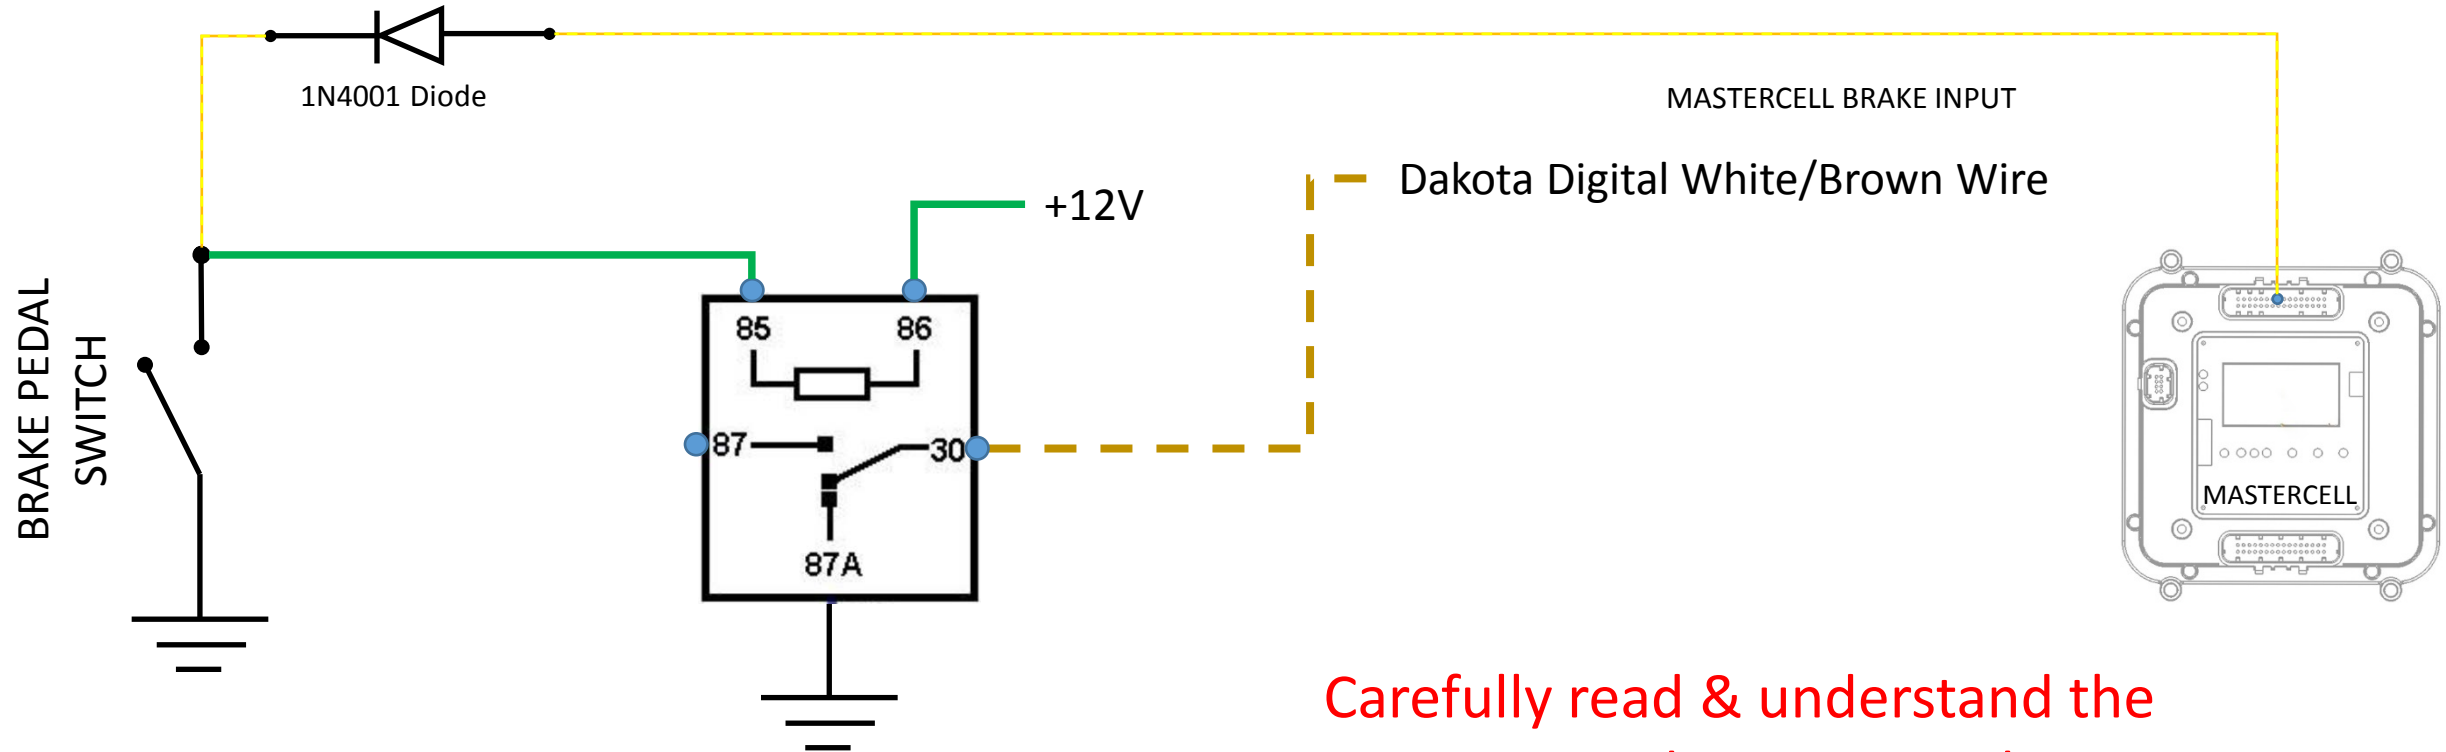 1N4001 Diode
MASTERCELL BRAKE INPUT
Dakota Digital White/Brown Wire
+12V
BRAKE PEDAL
SWITCH
85
86
87
30
87A
MASTERCELL
Carefully read & understand the